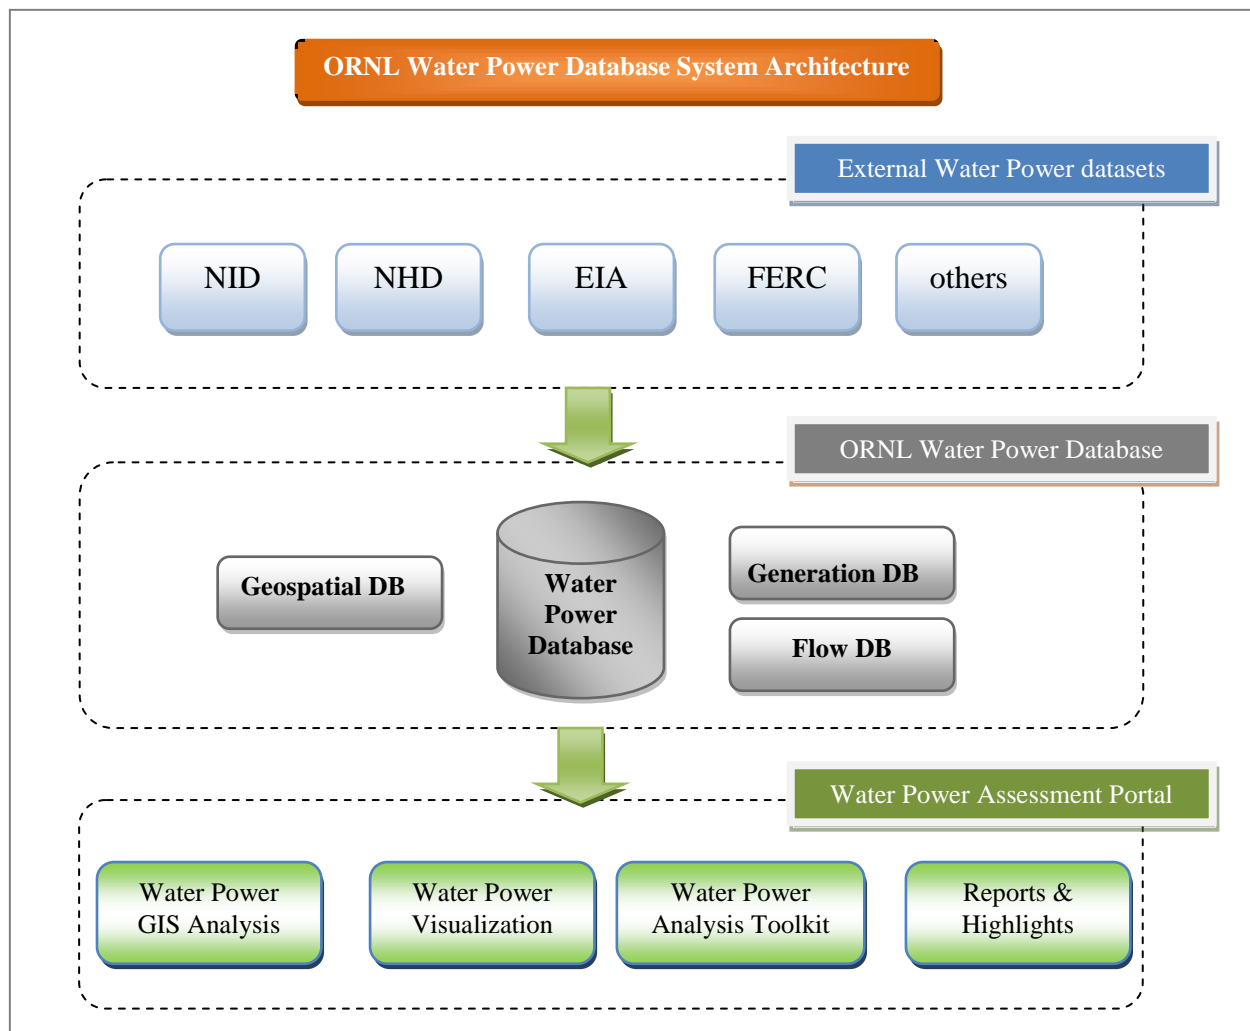 ORNL Water Power Database System Architecture
External Water Power datasets
NID
NHD
EIA
FERC
others
ORNL Water Power Database
Geospatial DB
Water
Power
Database
Generation DB
Flow DB
Water Power Assessment Portal
Water Power
GIS Analysis
Water Power
Visualization
Water Power
Analysis Toolkit
Reports &
Highlights